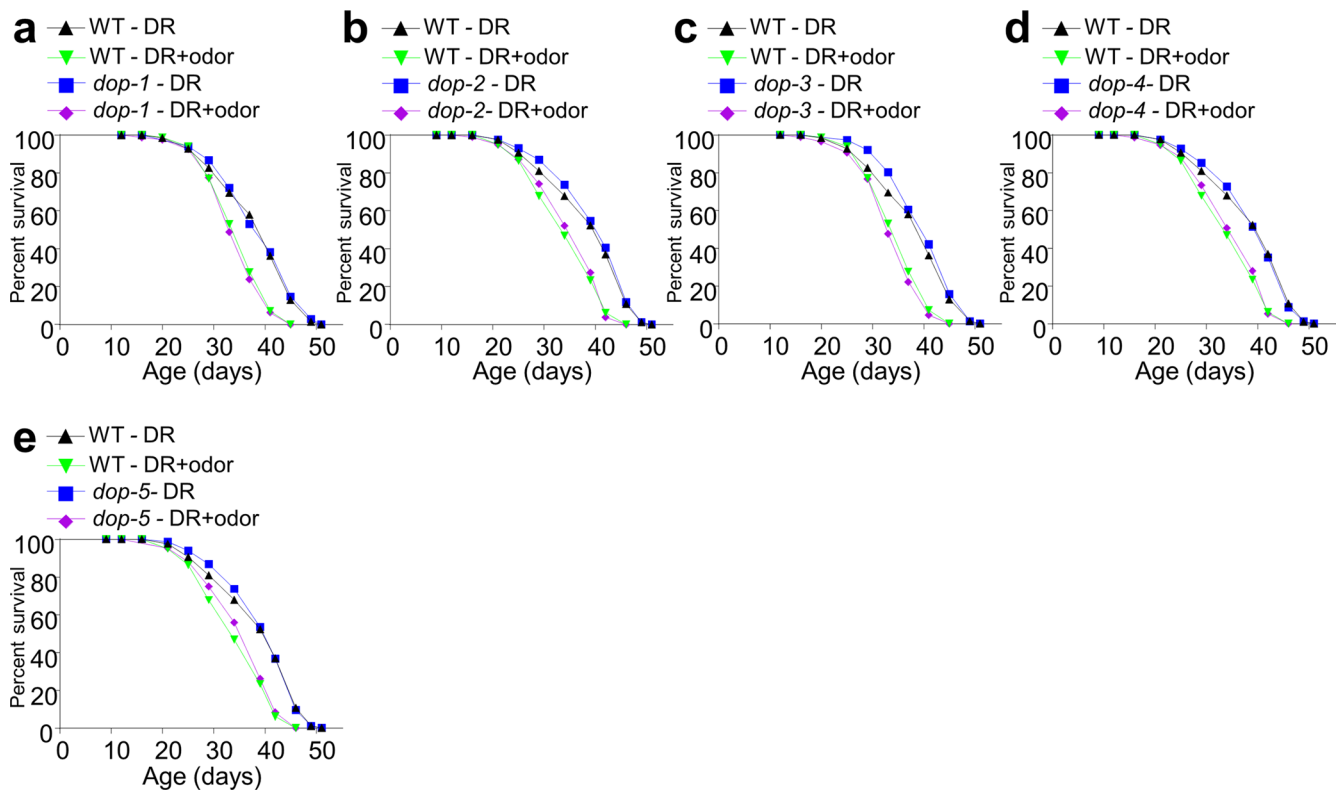 a
WT - DR
WT - DR+odor
dop-1 - DR
dop-1 - DR+odor
Percent survival
100
80
60
40
20
0
0 10 20 30 40 50
Age (days)
b
WT - DR
WT - DR+odor
dop-2 - DR
dop-2- DR+odor
Percent survival
100
80
60
40
20
0
0 10 20 30 40 50
Age (days)
c
WT - DR
WT - DR+odor
dop-3 - DR
dop-3 - DR+odor
Percent survival
100
80
60
40
20
0
0 10 20 30 40 50
Age (days)
d
WT - DR
WT - DR+odor
dop-4- DR
dop-4 - DR+odor
Percent survival
100
80
60
40
20
0
0 10 20 30 40 50
Age (days)
e
WT - DR
WT - DR+odor
dop-5- DR
dop-5 - DR+odor
Percent survival
100
80
60
40
20
0
0 10 20 30 40 50
Age (days)